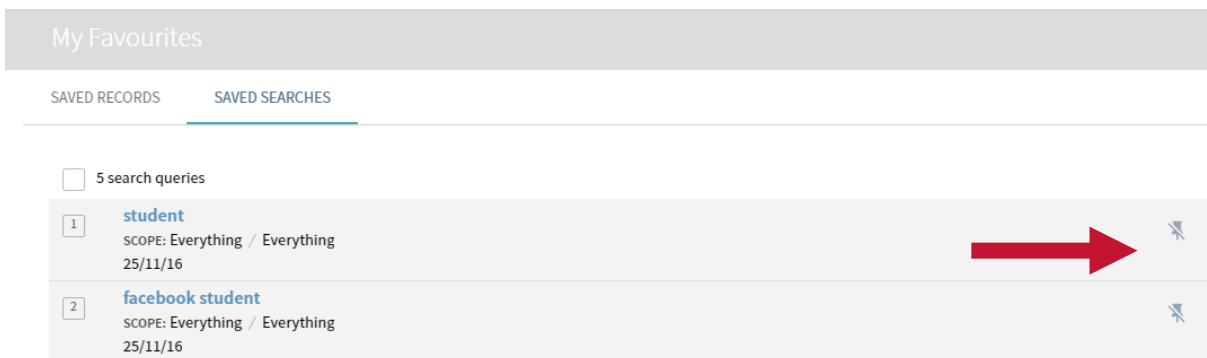 My Favourites
SAVED RECORDS SAVED SEARCHES
5 search queries
1 student
SCOPE: Everything / Everything
25/11/16
2 facebook student
SCOPE: Everything / Everything
25/11/16